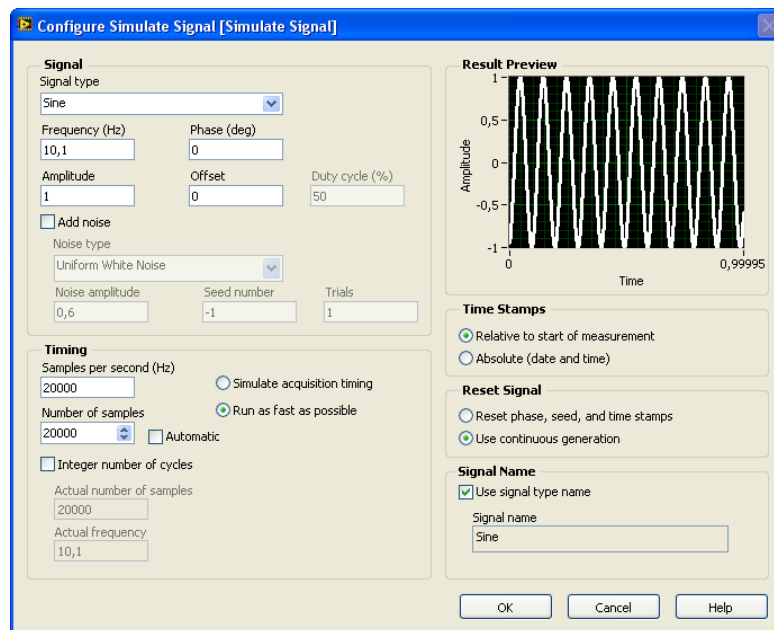 Configure Simulate Signal [Simulate Signal]
Signal
Signal type
Sine
Frequency (Hz) Phase (deg)
10,1 0
Amplitude Offset Duty cycle (%)
1 0 50
Add noise
Noise type
Uniform White Noise
Noise amplitude Seed number Trials
0,6 -1 1
Timing
Samples per second (Hz)
20000
Simulate acquisition timing
Number of samples
Run as fast as possible
20000
Automatic
Integer number of cycles
Actual number of samples
20000
Actual frequency
10,1
Result Preview
1
0,5
0
-0,5
-1
Amplitude
0 0,99995
Time
Time Stamps
Relative to start of measurement
Absolute (date and time)
Reset Signal
Reset phase, seed, and time stamps
Use continuous generation
Signal Name
Use signal type name
Signal name
Sine
OK Cancel Help